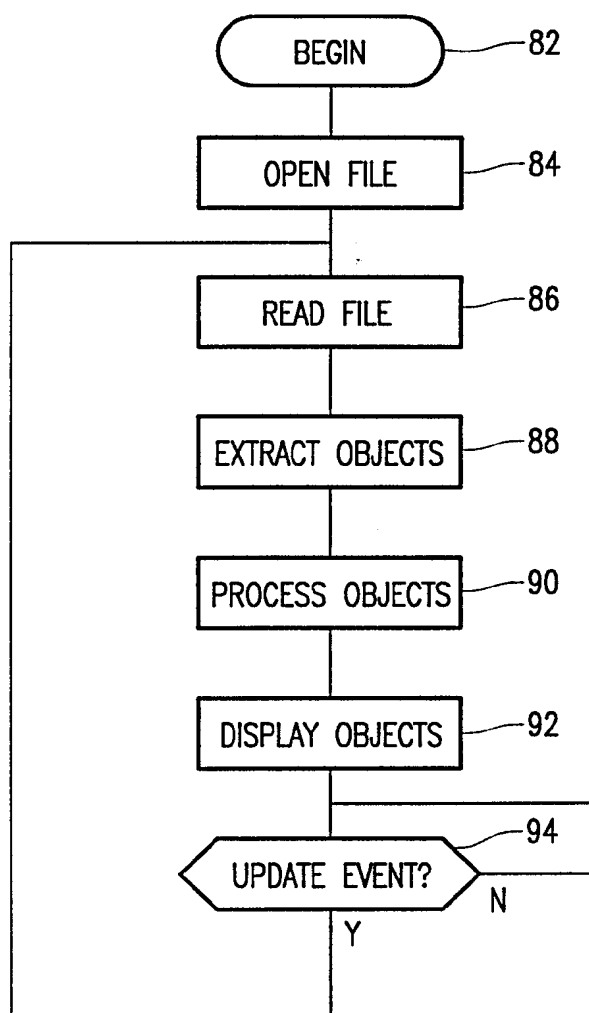 BEGIN 82
OPEN FILE 84
READ FILE 86
EXTRACT OBJECTS 88
PROCESS OBJECTS 90
DISPLAY OBJECTS 92
94
UPDATE EVENT?
N
Y